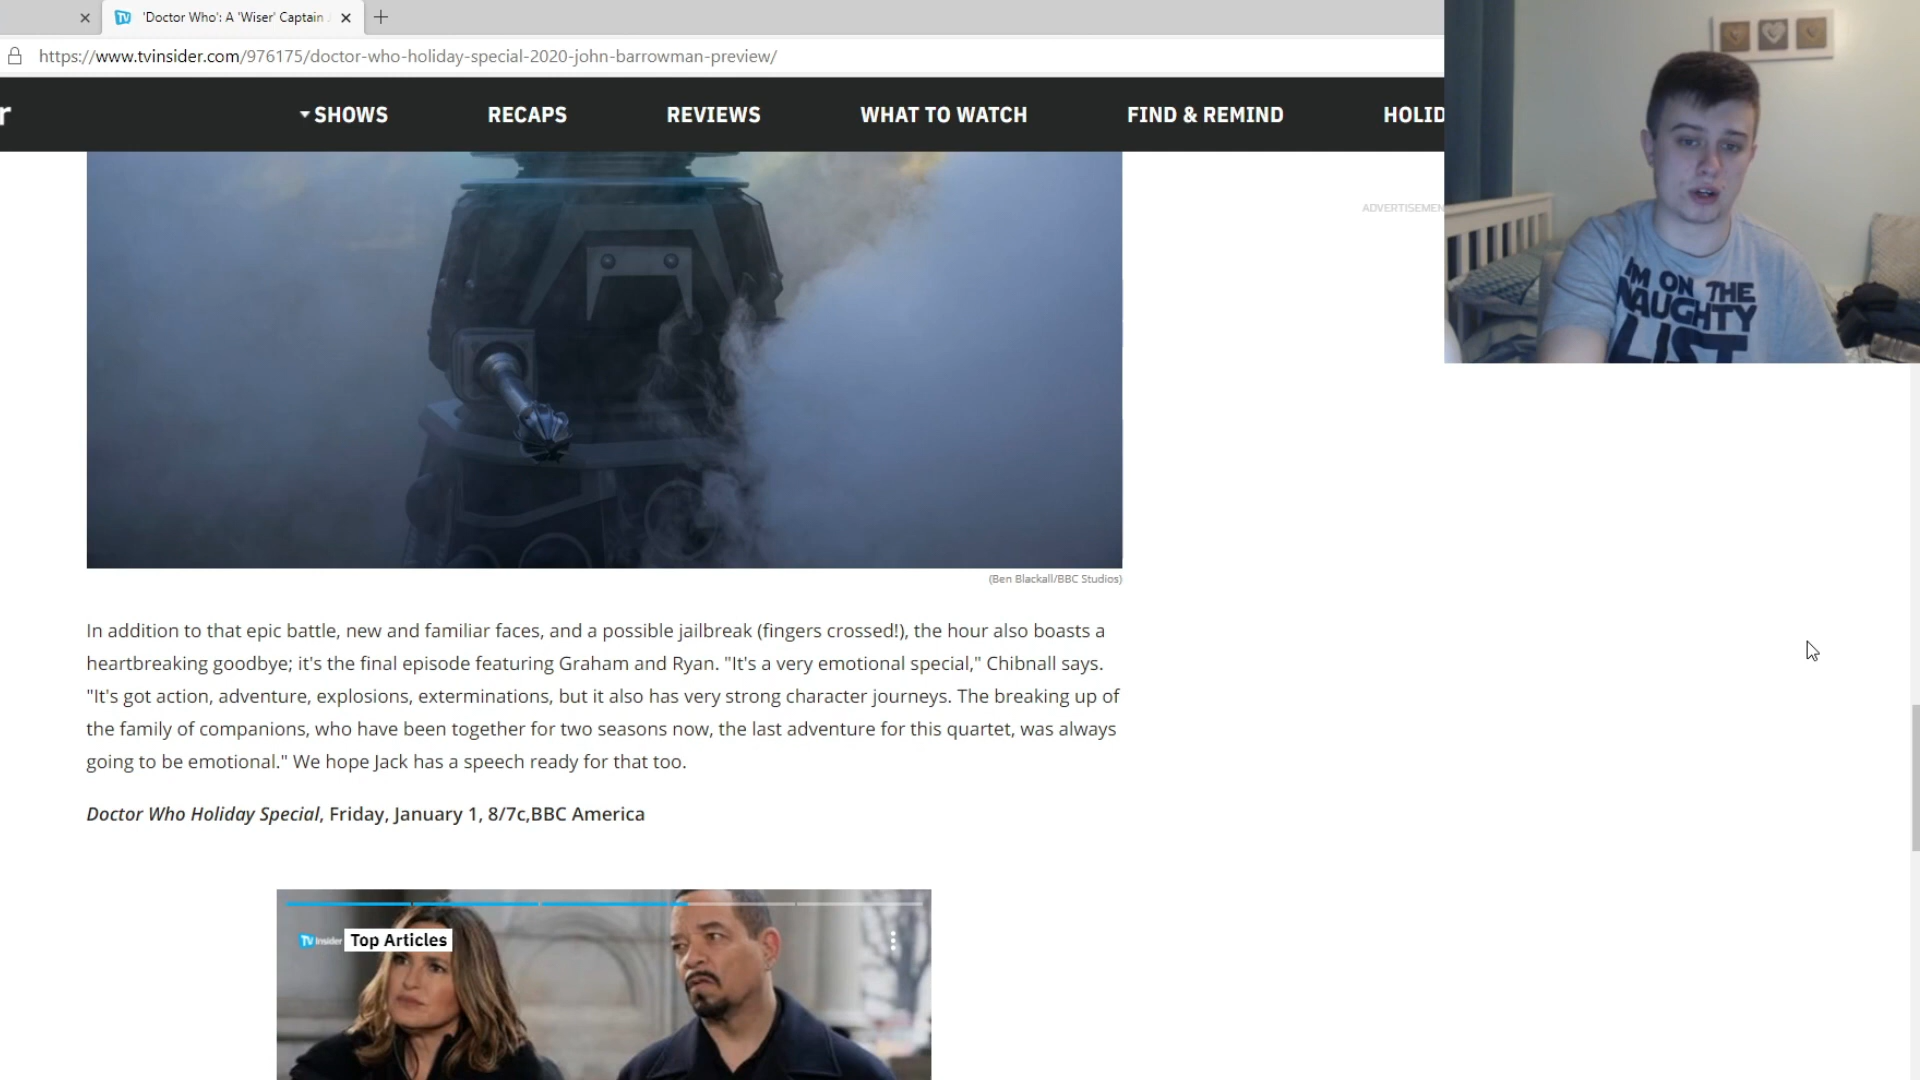 'Doctor Who': A 'Wiser' Captain
https://www.tvinsider.com/976175/doctor-who-holiday-special-2020-john-barrowman-preview/
r
SHOWS RECAPS REVIEWS WHAT TO WATCH FIND & REMIND HOLID
ADVERTISEMEN
I'M ON THE
NAUGHTY
LIST
(Ben Blackall/BBC Studios)
In addition to that epic battle, new and familiar faces, and a possible jailbreak (fingers crossed!), the hour also boasts a
heartbreaking goodbye; it's the final episode featuring Graham and Ryan. "It's a very emotional special," Chibnall says.
"It's got action, adventure, explosions, exterminations, but it also has very strong character journeys. The breaking up of
the family of companions, who have been together for two seasons now, the last adventure for this quartet, was always
going to be emotional." We hope Jack has a speech ready for that too.
Doctor Who Holiday Special, Friday, January 1, 8/7c,BBC America
TV Insider Top Articles